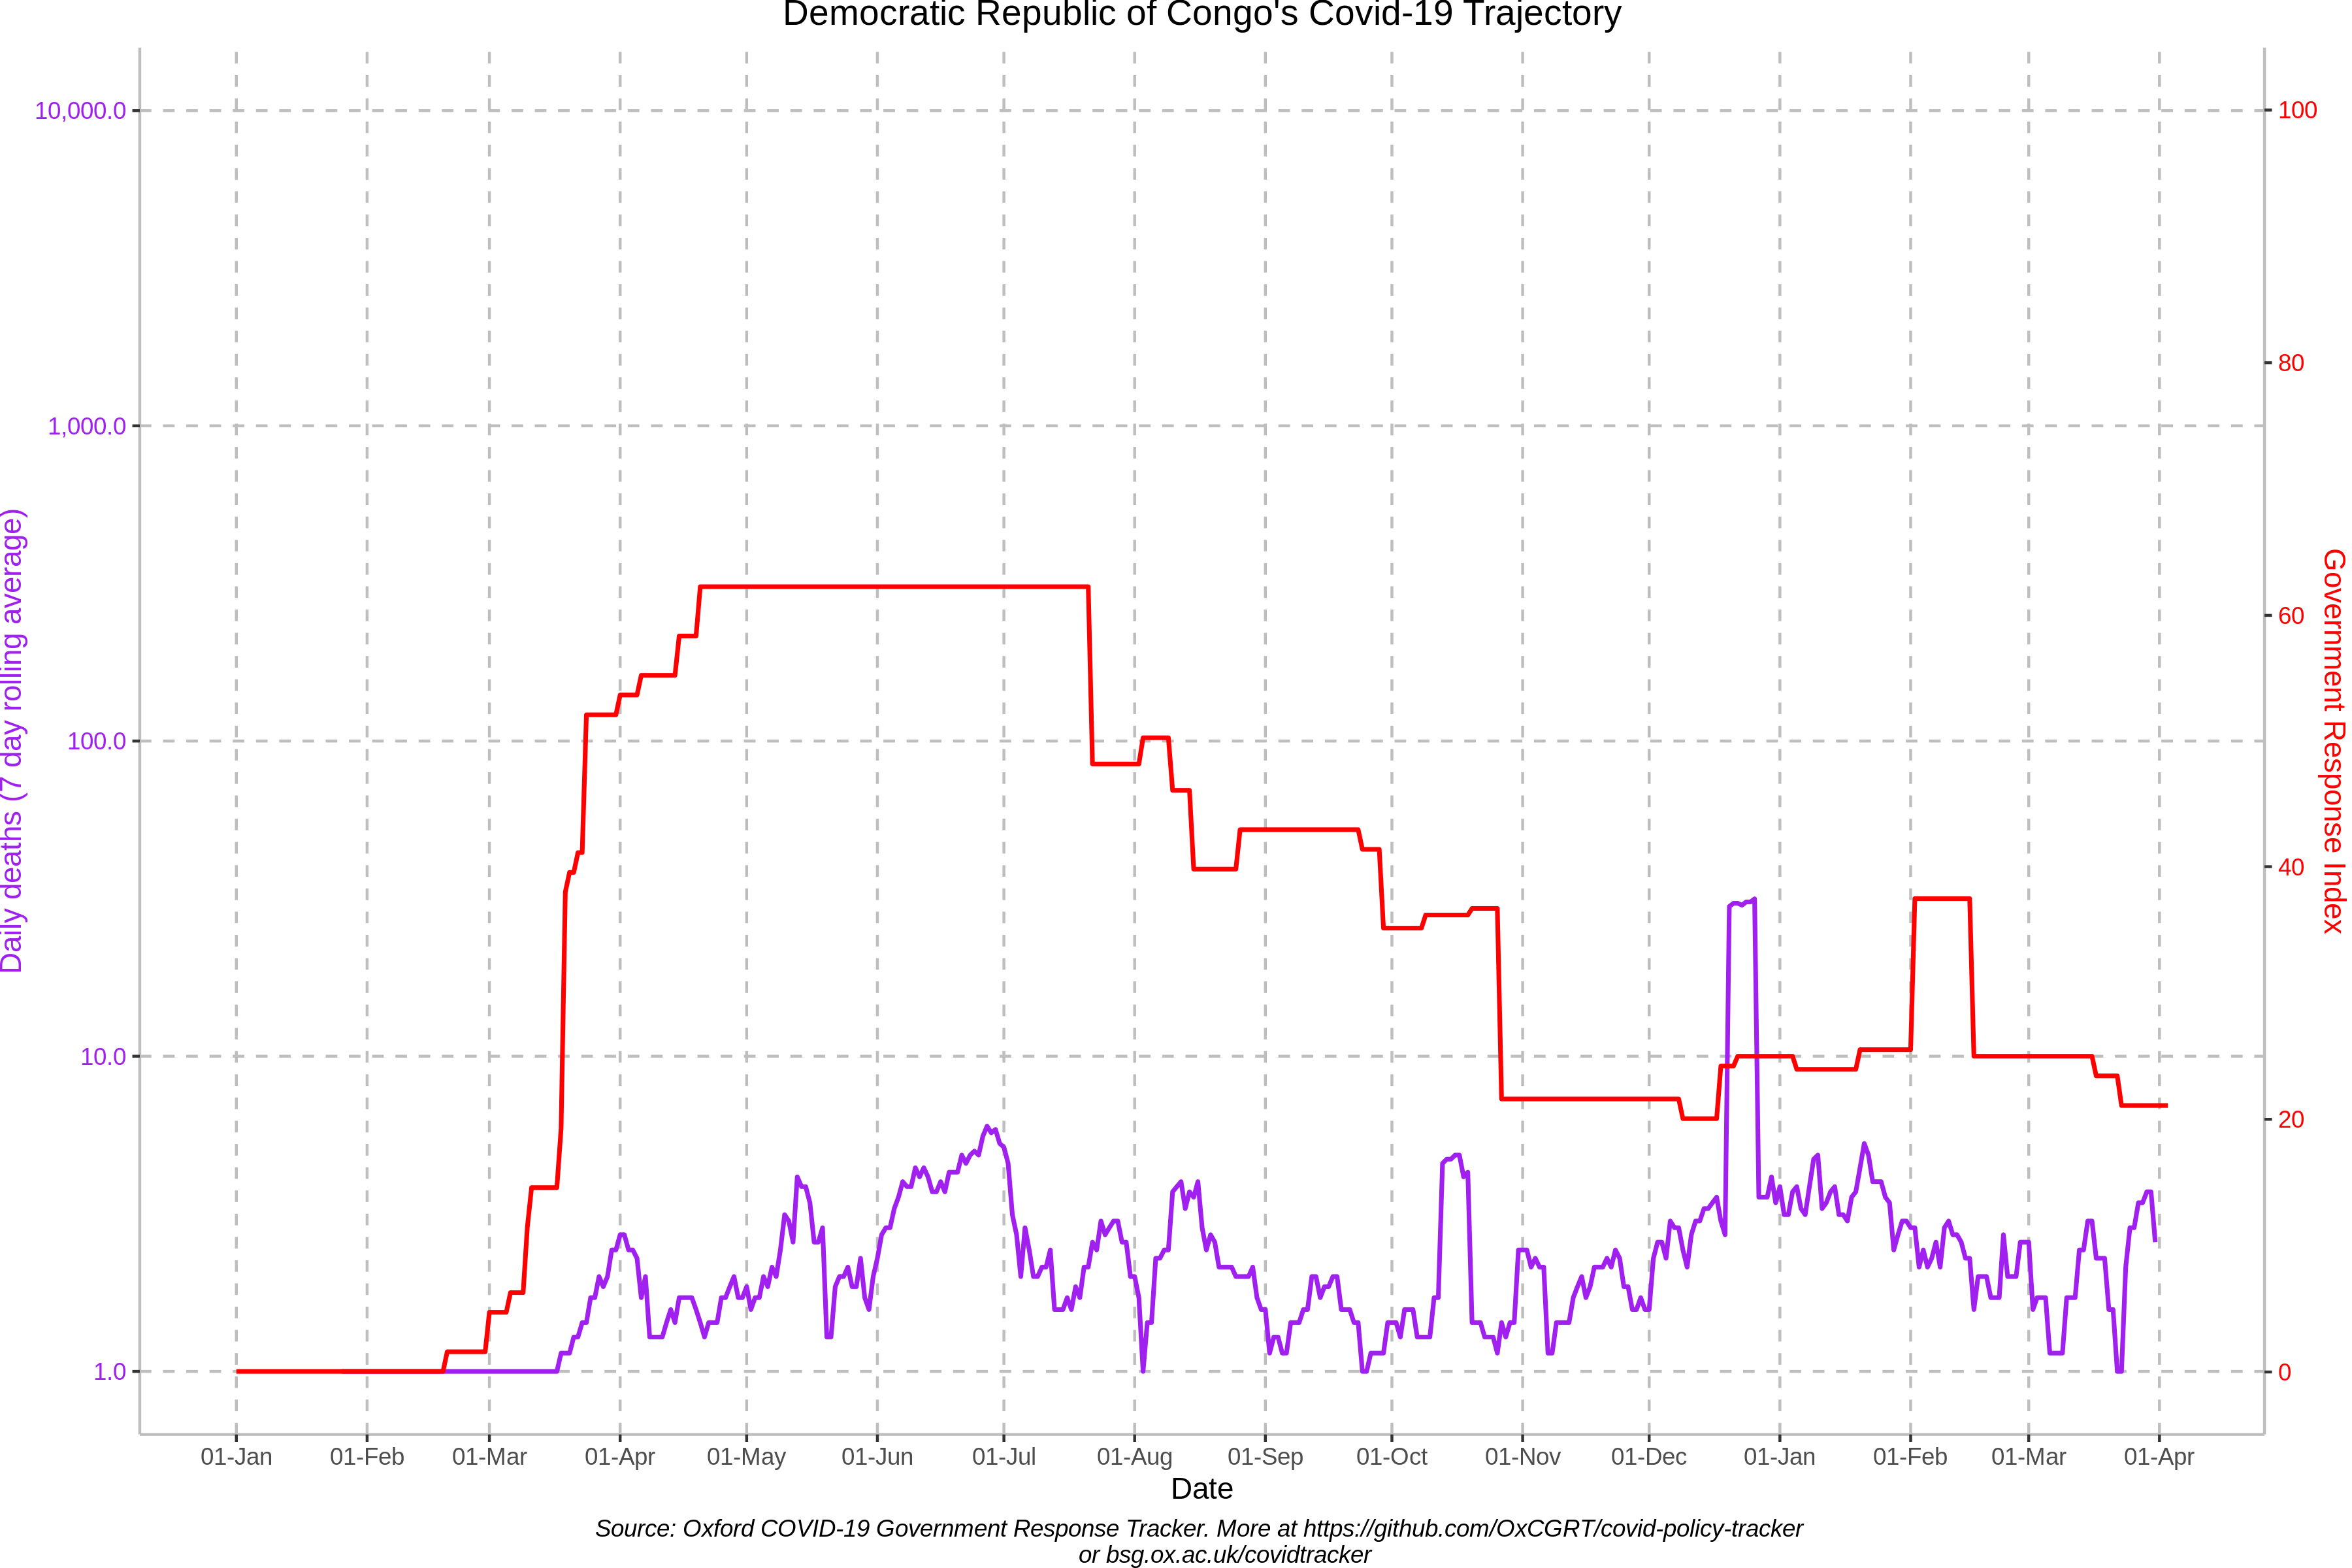 Democratic Republic of Congo's Covid-19 Trajectory
10,000.0
1,000.0
100.0
10.0
1.0
Daily deaths (7 day rolling average)
100
80
60
40
20
0
Government Response Index
01-Jan 01-Feb 01-Mar 01-Apr 01-May 01-Jun 01-Jul 01-Aug 01-Sep 01-Oct 01-Nov 01-Dec 01-Jan 01-Feb 01-Mar 01-Apr
Date
Source: Oxford COVID-19 Government Response Tracker. More at https://github.com/OxCGRT/covid-policy-tracker
or bsg.ox.ac.uk/covidtracker